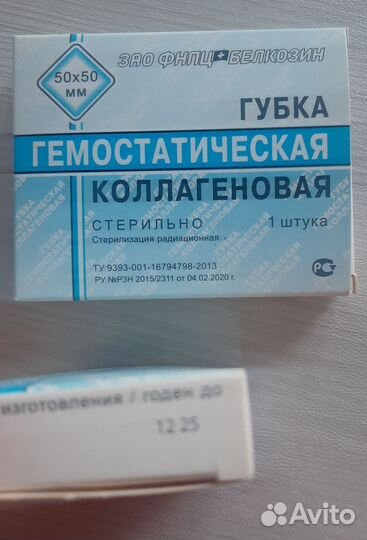 50х50
мм
ЗАО ФНПЦ БЕЛКОЗИН
ГУБКА
ГЕМОСТАТИЧЕСКАЯ
КОЛЛАГЕНОВАЯ
СТЕРИЛЬНО 1 штука
Стерилизация радиационная.
ТУ 9393-001-16794798-2013
РУ №РЗН 2015/2311 от 04.02.2020 г.
изготовления / годен до
12 25
Avito